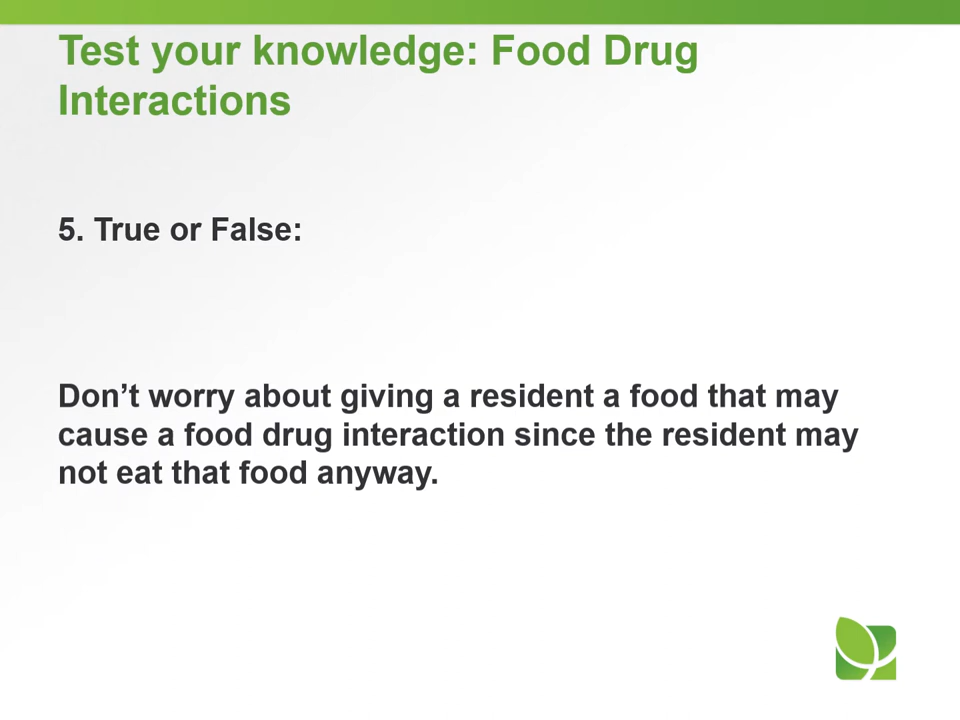 Test your knowledge: Food Drug
Interactions
5. True or False:
Don’t worry about giving a resident a food that may
cause a food drug interaction since the resident may
not eat that food anyway.